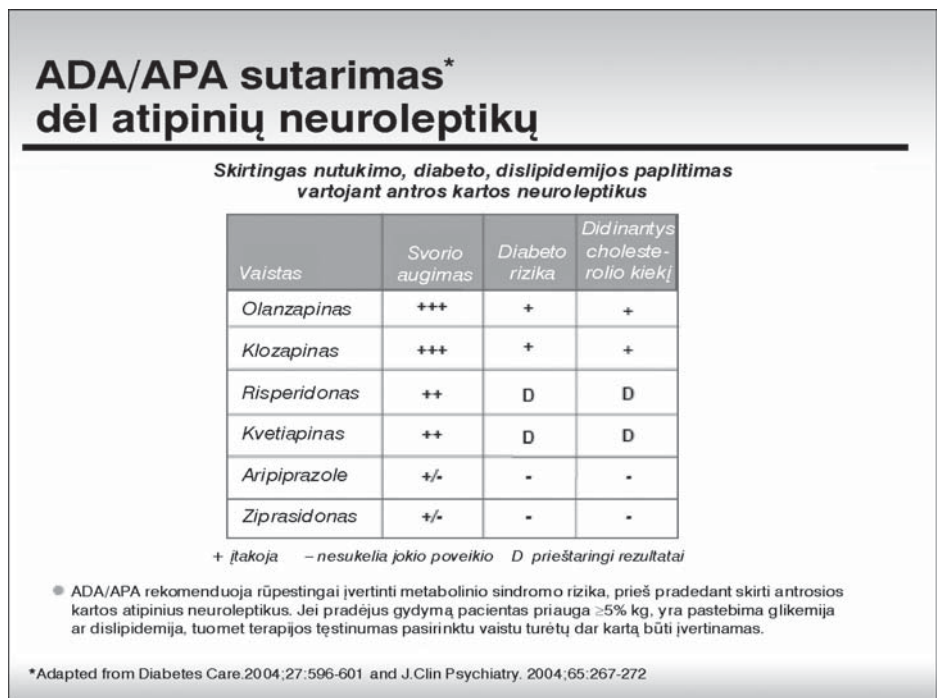 ADA/APA sutarimas*
dėl atipinių neuroleptikų
Skirtingas nutukimo, diabeto, dislipidemijos paplitimas
vartojant antros kartos neuroleptikus
Vaistas
Svorio
augimas
Diabeto
rizika
Didinantys
choleste-
rolio kiekį
Olanzapinas +++ + +
Klozapinas +++ + +
Risperidonas ++ D D
Kvetiapinas ++ D D
Aripiprazole +/- - -
Ziprasidonas +/- - -
+ įtakoja – nesukelia jokio poveikio D prieštaringi rezultatai
ADA/APA rekomenduoja rūpestingai įvertinti metabolinio sindromo rizika, prieš pradedant skirti antrosios
kartos atipinius neuroleptikus. Jei pradėjus gydymą pacientas priauga ≥5% kg, yra pastebima glikemija
ar dislipidemija, tuomet terapijos tęstinumas pasirinktu vaistu turėtų dar kartą būti įvertinamas.
*Adapted from Diabetes Care.2004;27:596-601 and J.Clin Psychiatry. 2004;65:267-272